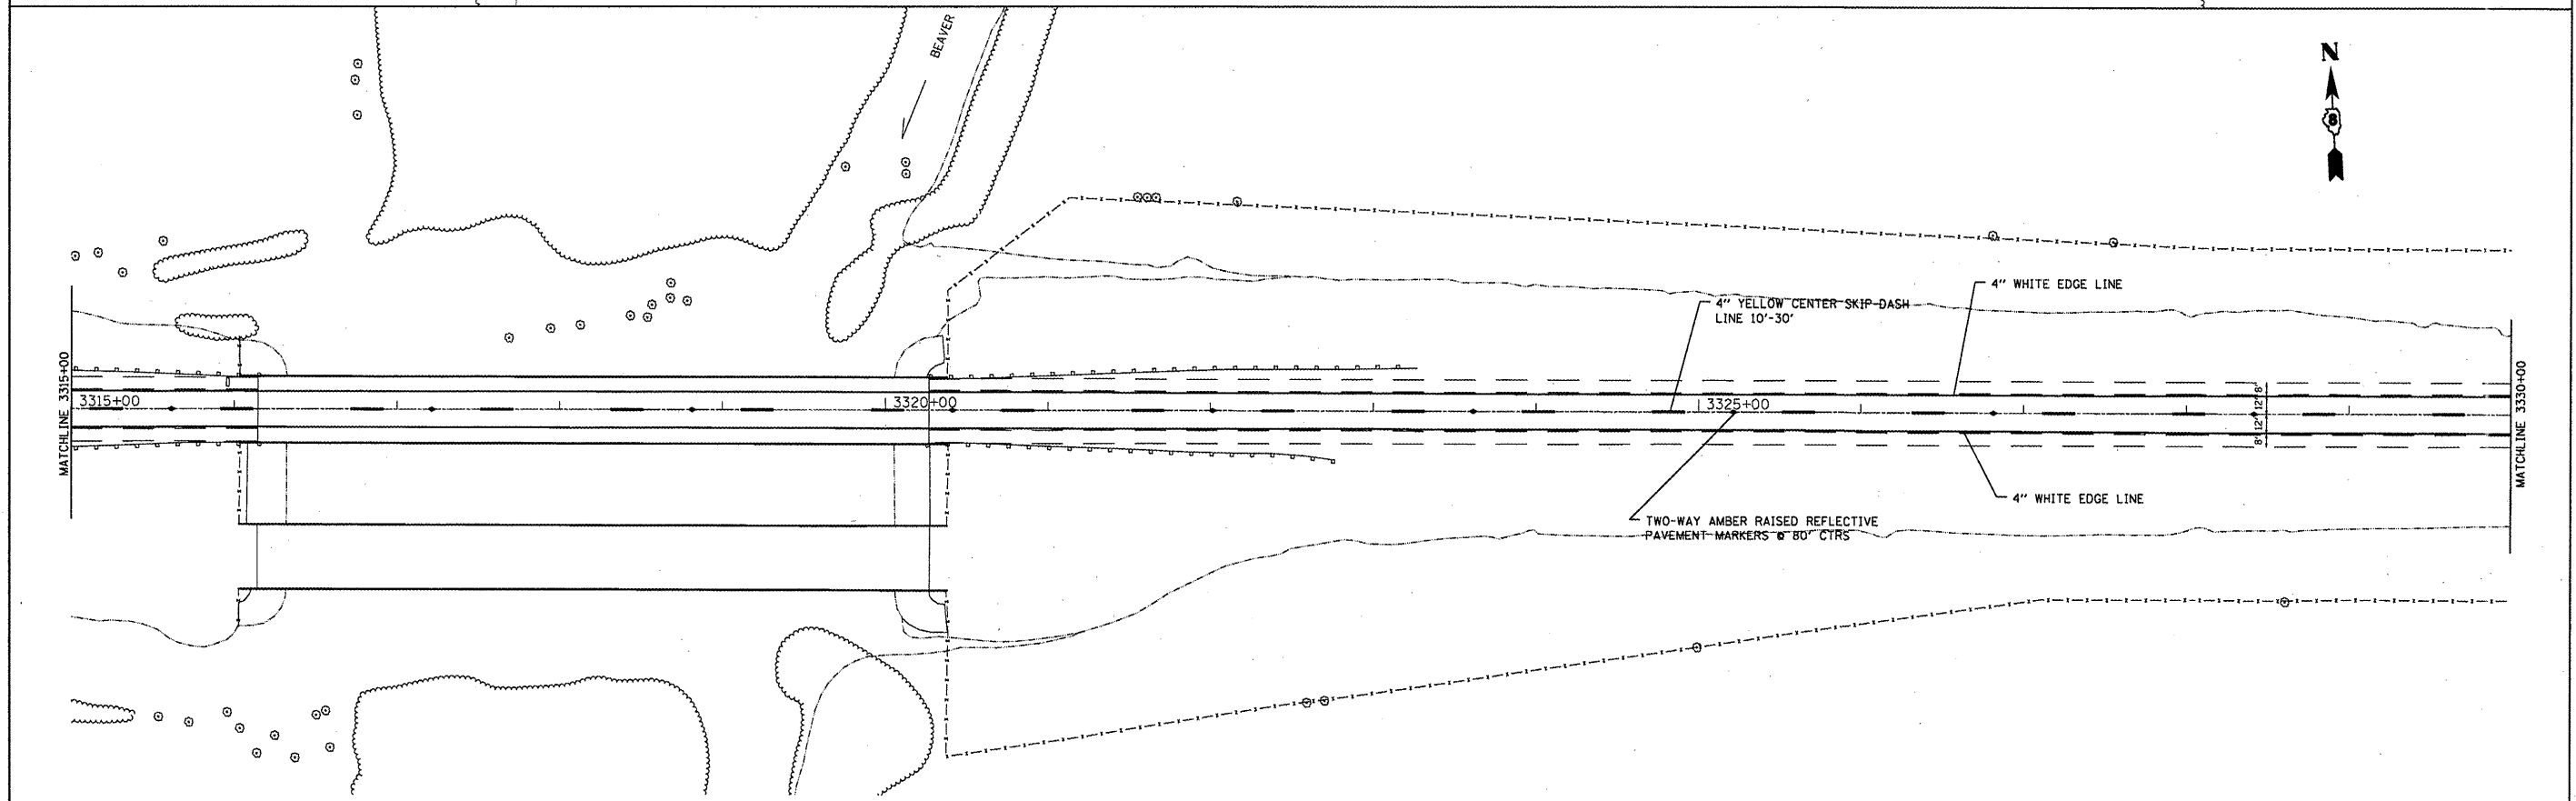 BEAVER
N
8
4" WHITE EDGE LINE
4" YELLOW CENTER SKIP-DASH
LINE 10'-30'
MATCHLINE 3315+00
3315+00
3320+00
3325+00
8' 12' 12' 8'
MATCHLINE 3330+00
4" WHITE EDGE LINE
TWO-WAY AMBER RAISED REFLECTIVE
PAVEMENT MARKERS @ 80' CTRS